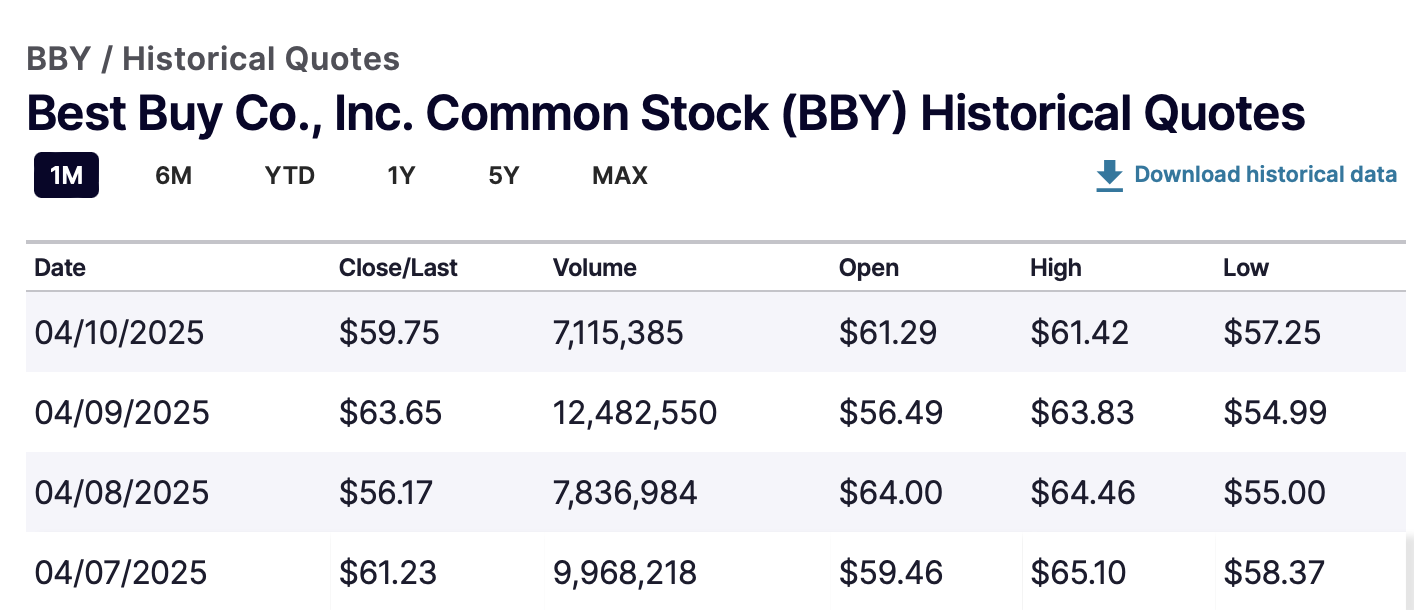 BBY / Historical Quotes
Best Buy Co., Inc. Common Stock (BBY) Historical Quotes
1M 6M YTD 1Y 5Y MAX Download historical data
Date Close/Last Volume Open High Low
04/10/2025 $59.75 7,115,385 $61.29 $61.42 $57.25
04/09/2025 $63.65 12,482,550 $56.49 $63.83 $54.99
04/08/2025 $56.17 7,836,984 $64.00 $64.46 $55.00
04/07/2025 $61.23 9,968,218 $59.46 $65.10 $58.37